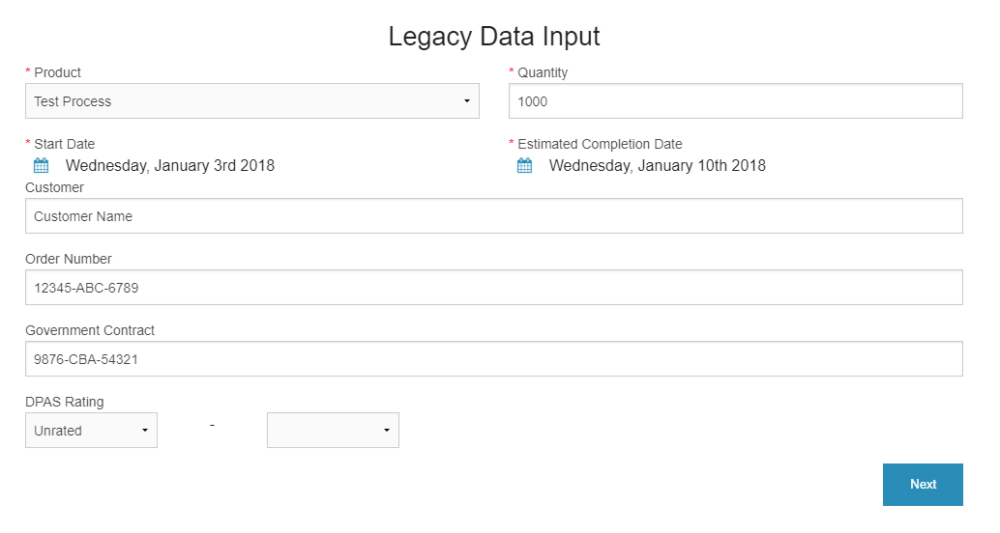 Legacy Data Input
* Product
* Quantity
Test Process
1000
* Start Date
* Estimated Completion Date
Wednesday, January 3rd 2018
Wednesday, January 10th 2018
Customer
Customer Name
Order Number
12345-ABC-6789
Government Contract
9876-CBA-54321
DPAS Rating
Unrated
-
Next